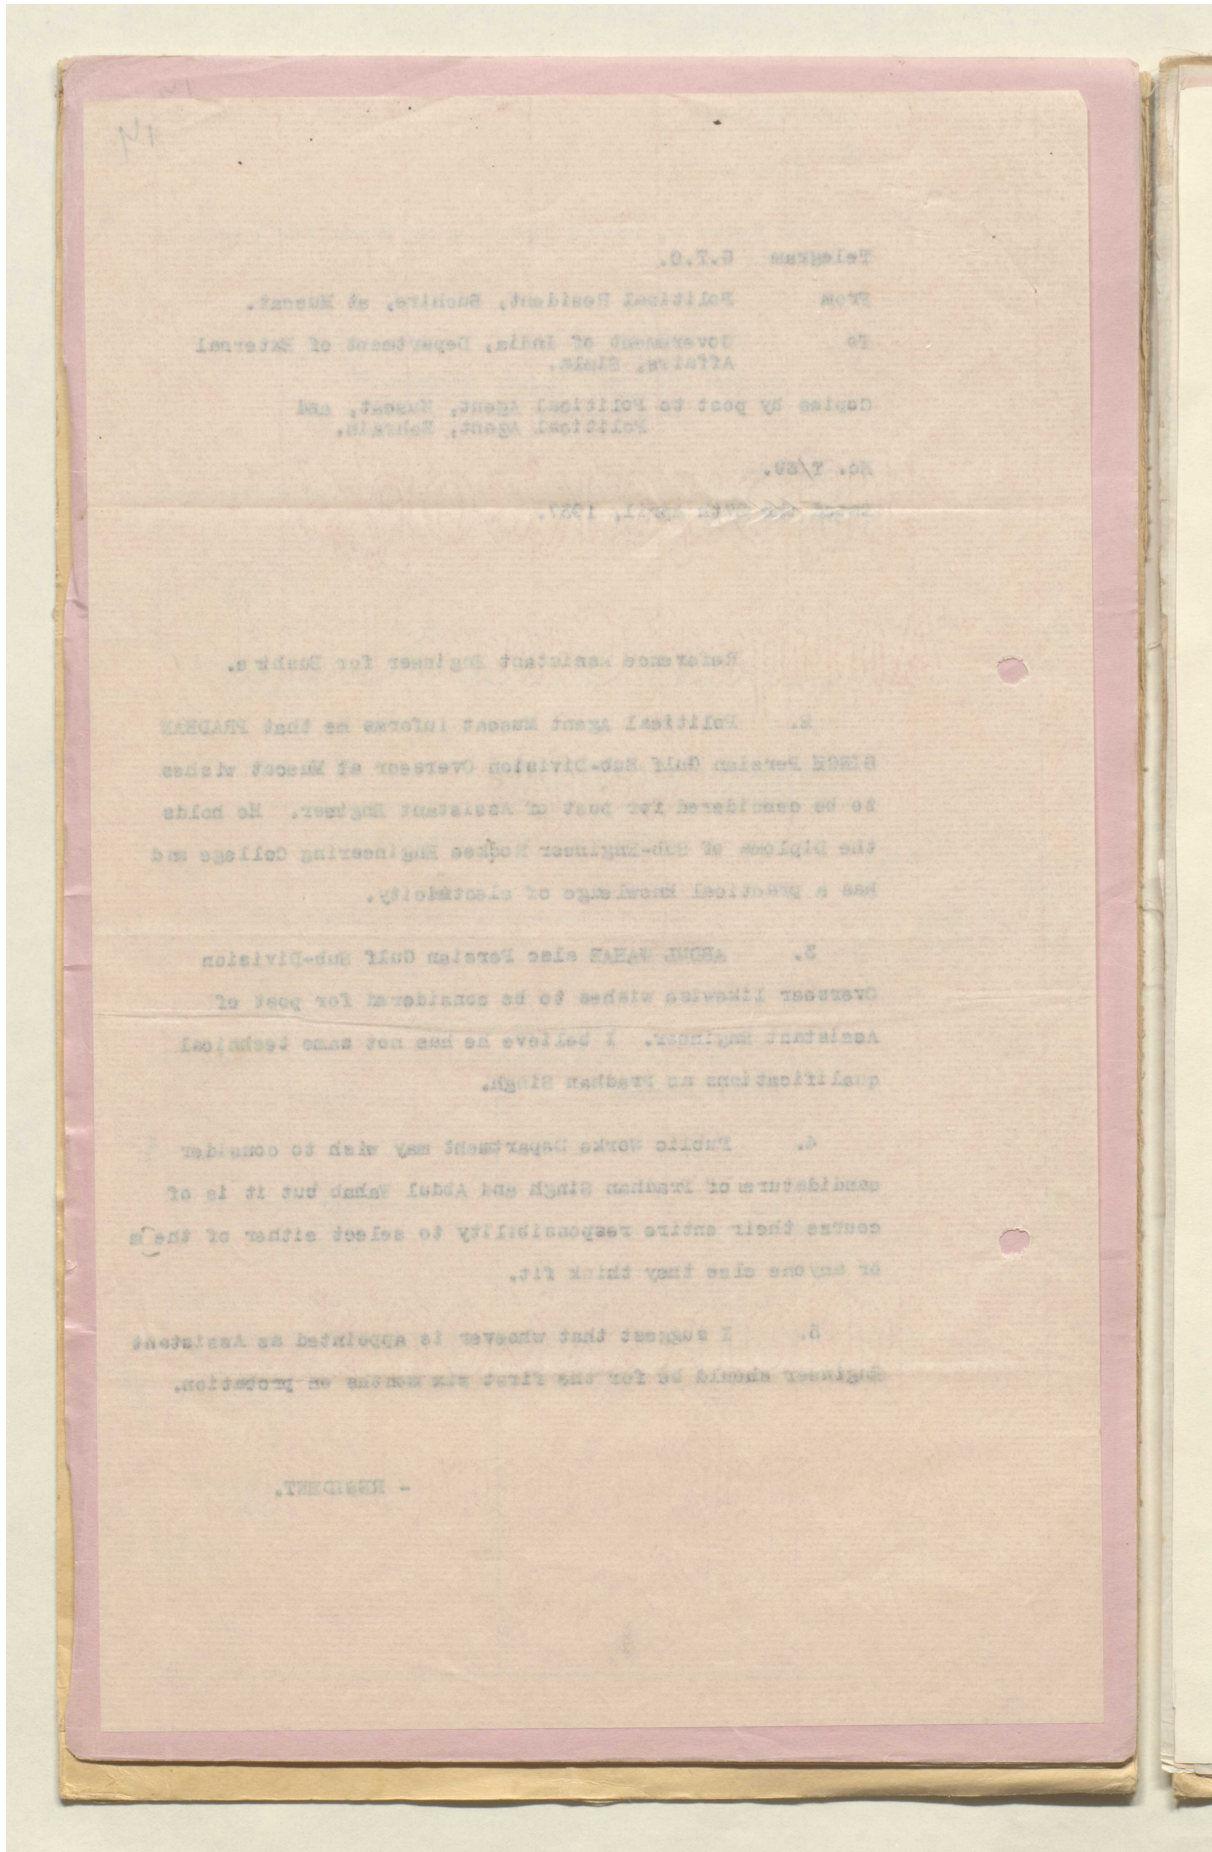 14
Telegram G.T.C.
From Political Resident, Bushire, at Muscat.
To Government of India, Department of External
Affairs, Simla.
Copies by post to Political Agent, Muscat, and
Political Agent, Bahrain.
No. T/89.
Dated the April, 1937.
Reference Assistant Engineer for Bushire.
2. Political Agent Muscat informs me that PRADHAN
SINGH Persian Gulf Sub-Division Overseer at Muscat wishes
to be considered for post of Assistant Engineer. He holds
the Diploma of Sub-Engineer Engineering College and
has a practical knowledge of electricity.
3. ABDUL WAHAB also Persian Gulf Sub-Division
Overseer likewise wishes to be considered for post of
Assistant Engineer. I believe he has not same technical
qualifications as Pradhan Singh.
4. Public Works Department may wish to consider
candidature of Pradhan Singh and Abdul Wahab but it is of
course their entire responsibility to select either of them
or anyone else they think fit.
5. I suggest that whoever is appointed as Assistant
Engineer should be for the first six months on probation.
- RESIDENT.